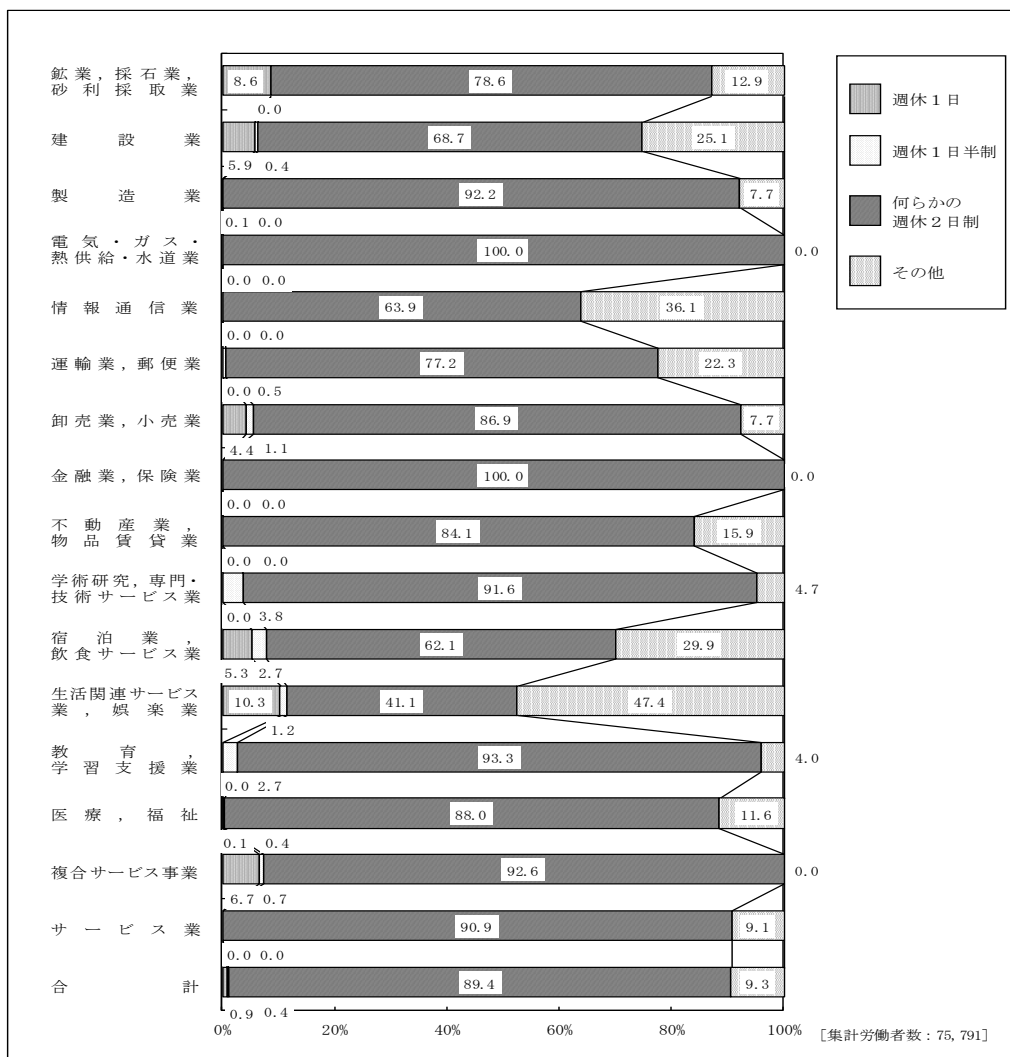 鉱業，採石業，
砂利採取業
8.6
78.6
12.9
0.0
建設業
68.7
25.1
5.9 0.4
製造業
92.2
7.7
0.1 0.0
電気・ガス・
熱供給・水道業
100.0
0.0
0.0 0.0
情報通信業
63.9
36.1
0.0 0.0
運輸業，郵便業
77.2
22.3
0.0 0.5
卸売業，小売業
86.9
7.7
4.4 1.1
金融業，保険業
100.0
0.0
0.0 0.0
不動産業，
物品賃貸業
84.1
15.9
0.0 0.0
学術研究，専門・
技術サービス業
91.6
4.7
0.0 3.8
宿泊業，
飲食サービス業
62.1
29.9
5.3 2.7
生活関連サービス
業，娯楽業
10.3
41.1
47.4
1.2
教育，
学習支援業
93.3
4.0
0.0 2.7
医療，福祉
88.0
11.6
0.1 0.4
複合サービス事業
92.6
0.0
6.7 0.7
サービス業
90.9
9.1
0.0 0.0
合計
89.4
9.3
0.9 0.4
0% 20% 40% 60% 80% 100%
[集計労働者数：75,791]
週休１日
週休１日半制
何らかの
週休２日制
その他